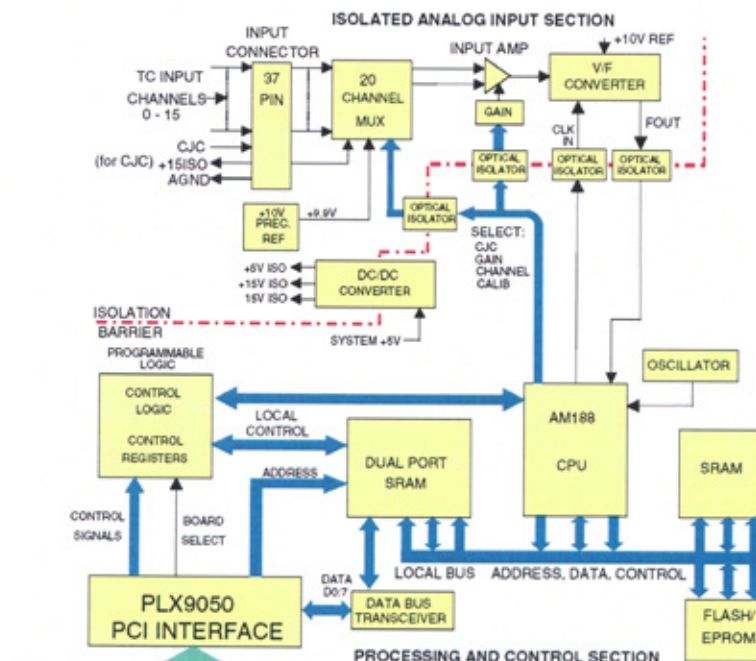 ISOLATED ANALOG INPUT SECTION
INPUT
CONNECTOR
TC INPUT
CHANNELS
0 - 15
CJC
(for CJC) +15ISO
AGND
37
PIN
20
CHANNEL
MUX
INPUT AMP
GAIN
+10V REF
V/F
CONVERTER
CLK
IN
FOUT
OPTICAL
ISOLATOR
OPTICAL
ISOLATOR
OPTICAL
ISOLATOR
OPTICAL
ISOLATOR
+10V
PREC.
REF
+9.9V
SELECT:
CJC
GAIN
CHANNEL
CALIB
+5V ISO
+15V ISO
15V ISO
DC/DC
CONVERTER
SYSTEM +5V
ISOLATION
BARRIER
PROGRAMMABLE
LOGIC
CONTROL
LOGIC
CONTROL
REGISTERS
LOCAL
CONTROL
ADDRESS
DUAL PORT
SRAM
AM188
CPU
OSCILLATOR
SRAM
CONTROL
SIGNALS
BOARD
SELECT
LOCAL BUS
ADDRESS, DATA, CONTROL
PLX9050
PCI INTERFACE
DATA
D0:7
DATA BUS
TRANSCEIVER
FLASH/
EPROM
PROCESSING AND CONTROL SECTION